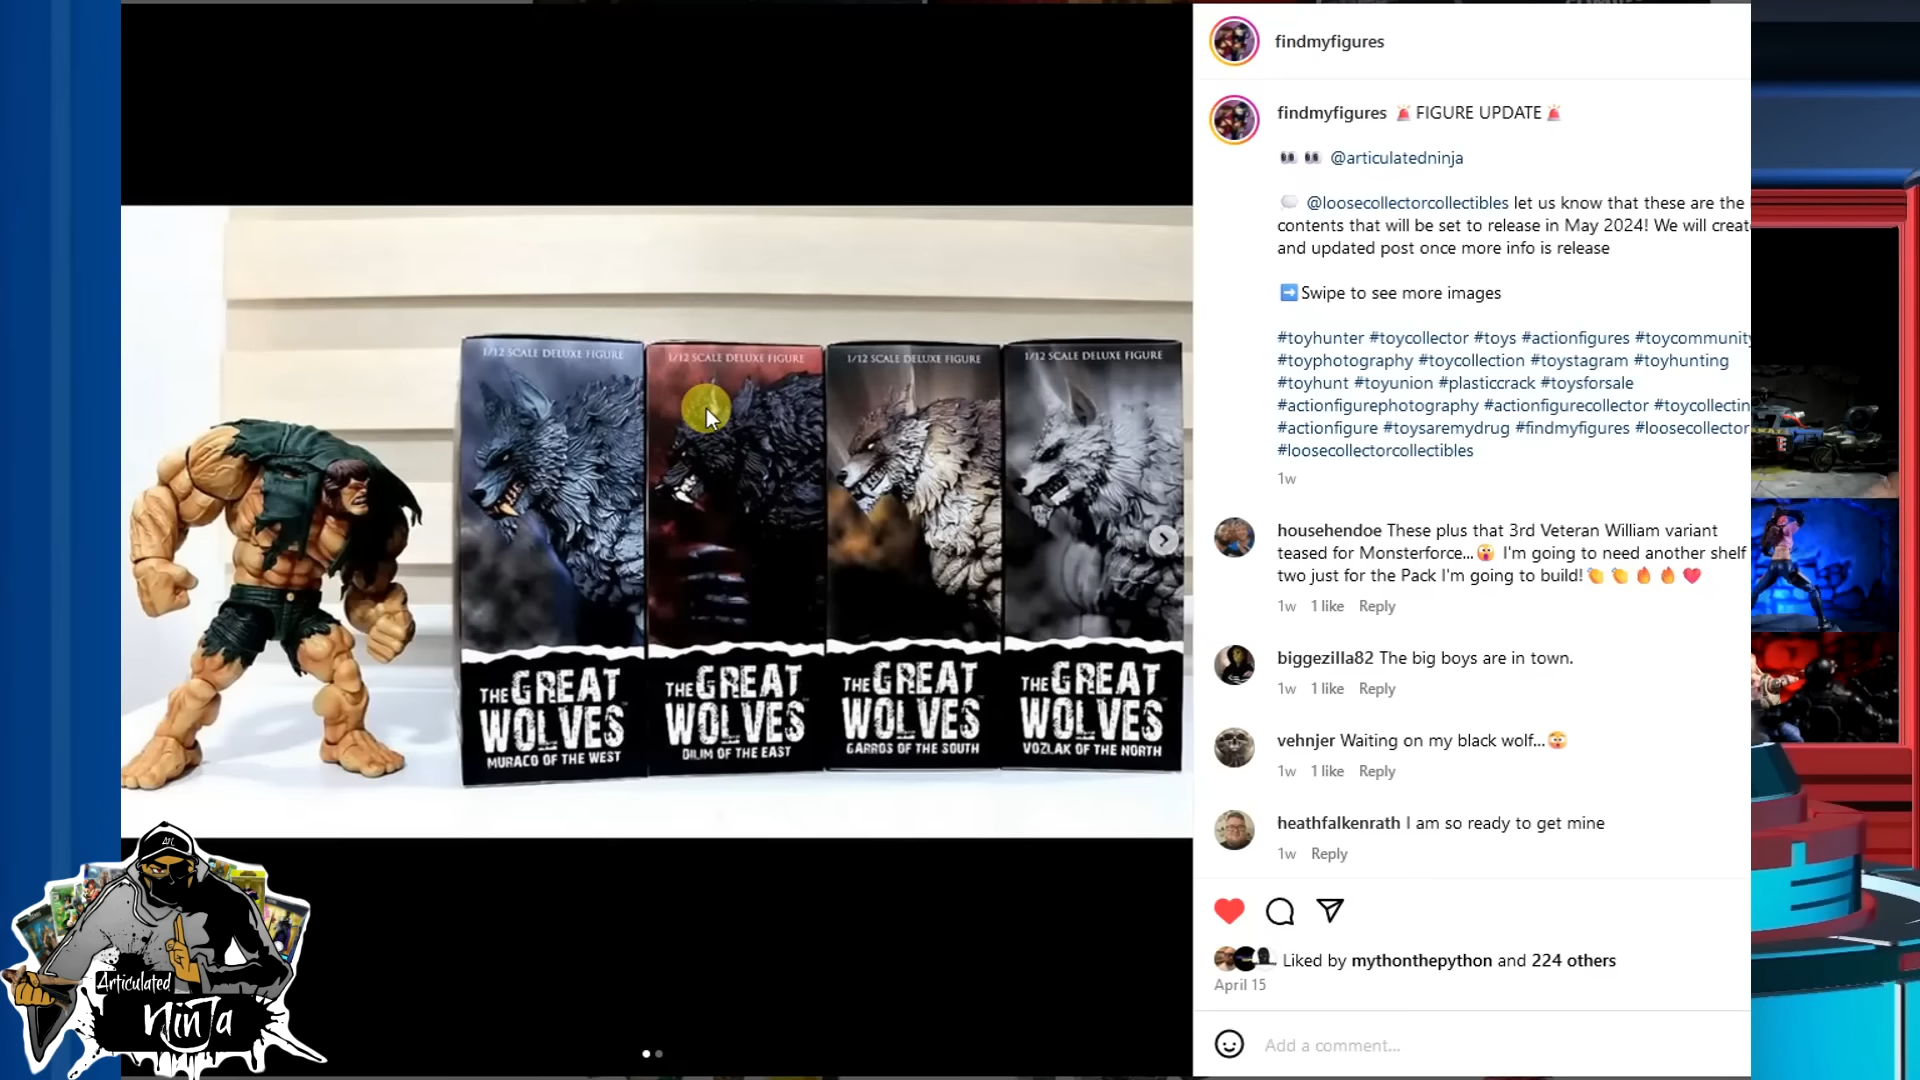 findmyfigures
findmyfigures 🚨 FIGURE UPDATE 🚨
👀 👀 @articulatedninja
💬 @loosecollectorcollectibles let us know that these are the
contents that will be set to release in May 2024! We will creat
and updated post once more info is release
➡️Swipe to see more images
#toyhunter #toycollector #toys #actionfigures #toycommunity
#toyphotography #toycollection #toystagram #toyhunting
#toyhunt #toyunion #plasticcrack #toysforsale
#actionfigurephotography #actionfigurecollector #toycollectin
#actionfigure #toysaremydrug #findmyfigures #loosecollector
#loosecollectorcollectibles
1w
househendoe These plus that 3rd Veteran William variant
teased for Monsterforce...😲 I'm going to need another shelf
two just for the Pack I'm going to build!👏 👏 🔥 🔥 ❤️
1w 1 like Reply
biggezilla82 The big boys are in town.
1w 1 like Reply
vehnjer Waiting on my black wolf...😲
1w 1 like Reply
heathfalkenrath I am so ready to get mine
1w Reply
Liked by mythonthepython and 224 others
April 15
Add a comment...
1/12 SCALE DELUXE FIGURE
THE GREAT
WOLVES™
MURACO OF THE WEST
1/12 SCALE DELUXE FIGURE
THE GREAT
WOLVES™
DILIM OF THE EAST
1/12 SCALE DELUXE FIGURE
THE GREAT
WOLVES™
GARROS OF THE SOUTH
1/12 SCALE DELUXE FIGURE
THE GREAT
WOLVES™
VOZLAK OF THE NORTH
Articulated
NinJa